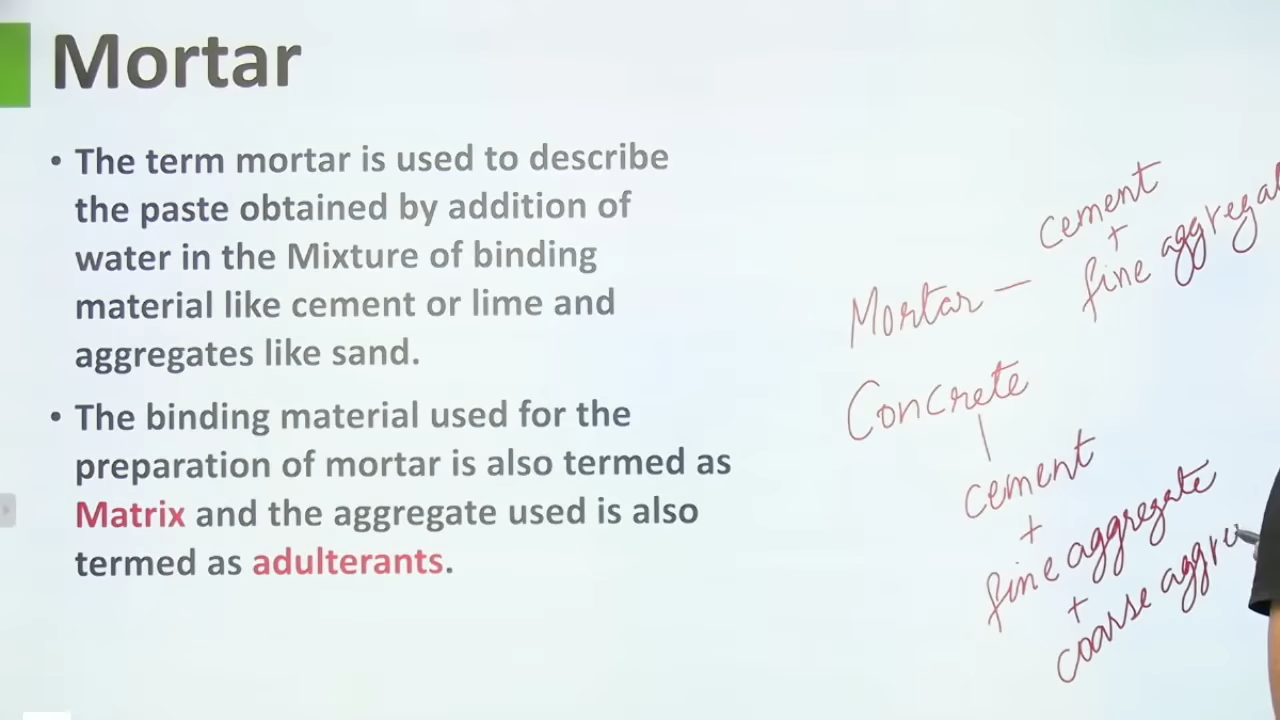 Mortar
• The term mortar is used to describe
the paste obtained by addition of
water in the Mixture of binding
material like cement or lime and
aggregates like sand.
• The binding material used for the
preparation of mortar is also termed as
Matrix and the aggregate used is also
termed as adulterants.
cement
+
Mortar — fine
Concrete
|
cement
+
fine aggregate
+
coarse